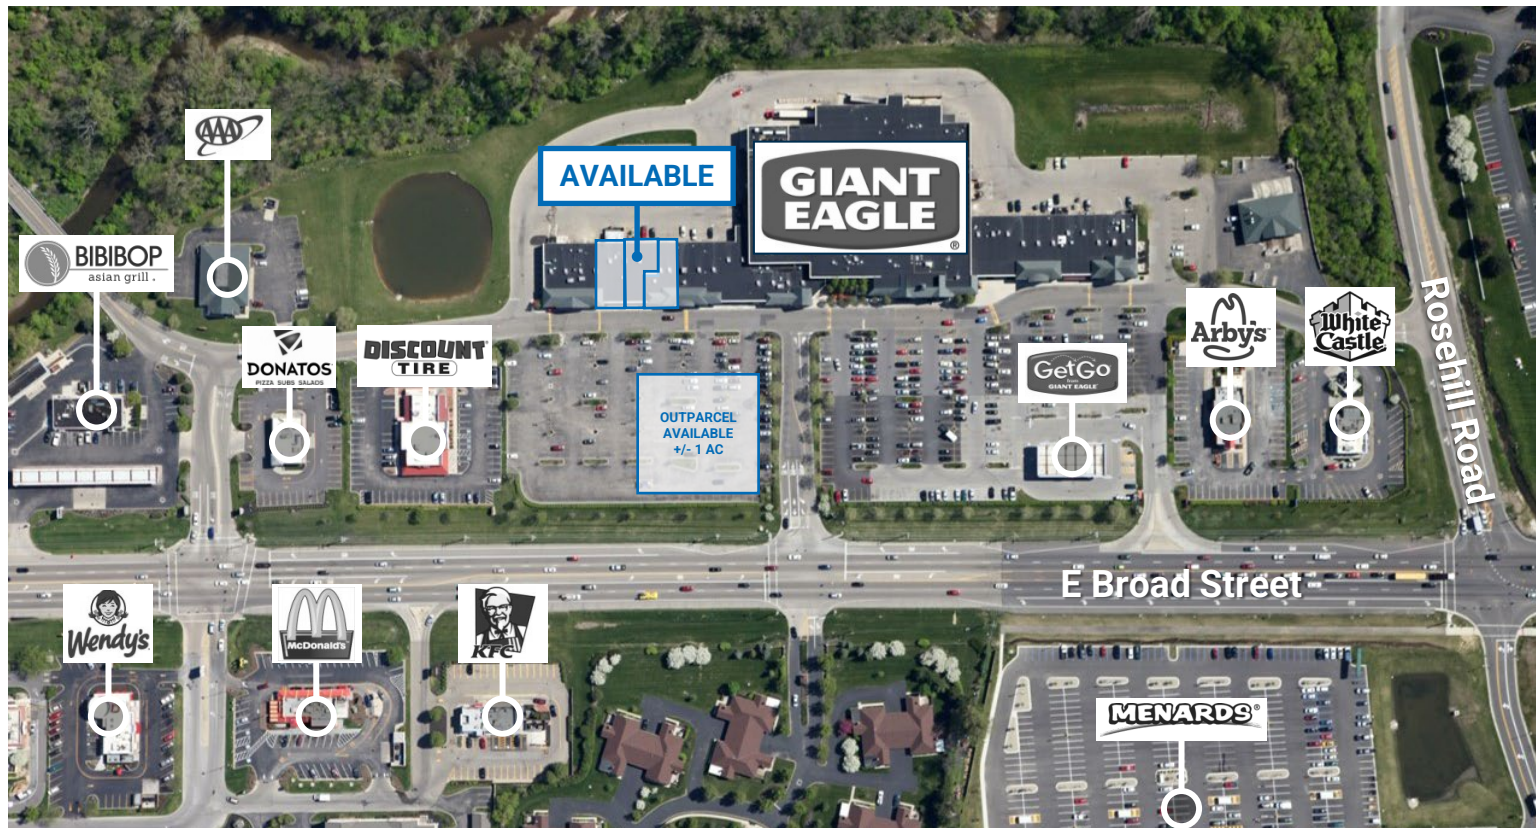 AAA
AVAILABLE
GIANT
EAGLE
®
BIBIBOP
asian grill.
DONATOS
PIZZA SUBS SALADS
DISCOUNT
TIRE
GetGo
from
GIANT EAGLE
Arby's
White
Castle
Rosehill Road
OUTPARCEL
AVAILABLE
+/- 1 AC
E Broad Street
Wendy's
McDonald's
KFC
MENARDS®